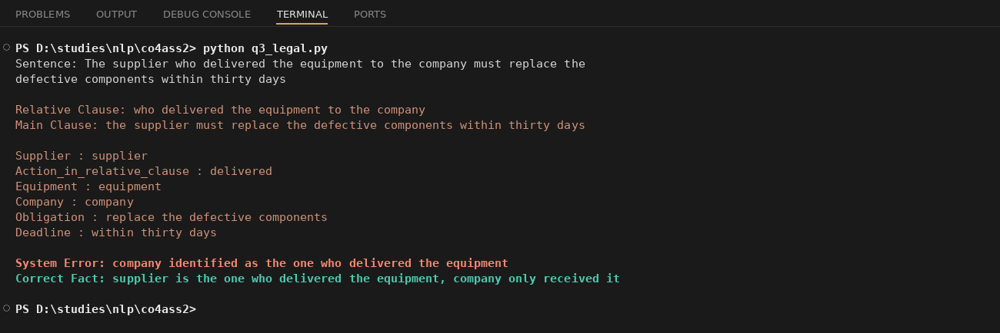 PROBLEMS OUTPUT DEBUG CONSOLE TERMINAL PORTS
PS D:\studies\nlp\co4ass2> python q3_legal.py
Sentence: The supplier who delivered the equipment to the company must replace the
defective components within thirty days
Relative Clause: who delivered the equipment to the company
Main Clause: the supplier must replace the defective components within thirty days
Supplier : supplier
Action_in_relative_clause : delivered
Equipment : equipment
Company : company
Obligation : replace the defective components
Deadline : within thirty days
System Error: company identified as the one who delivered the equipment
Correct Fact: supplier is the one who delivered the equipment, company only received it
PS D:\studies\nlp\co4ass2>